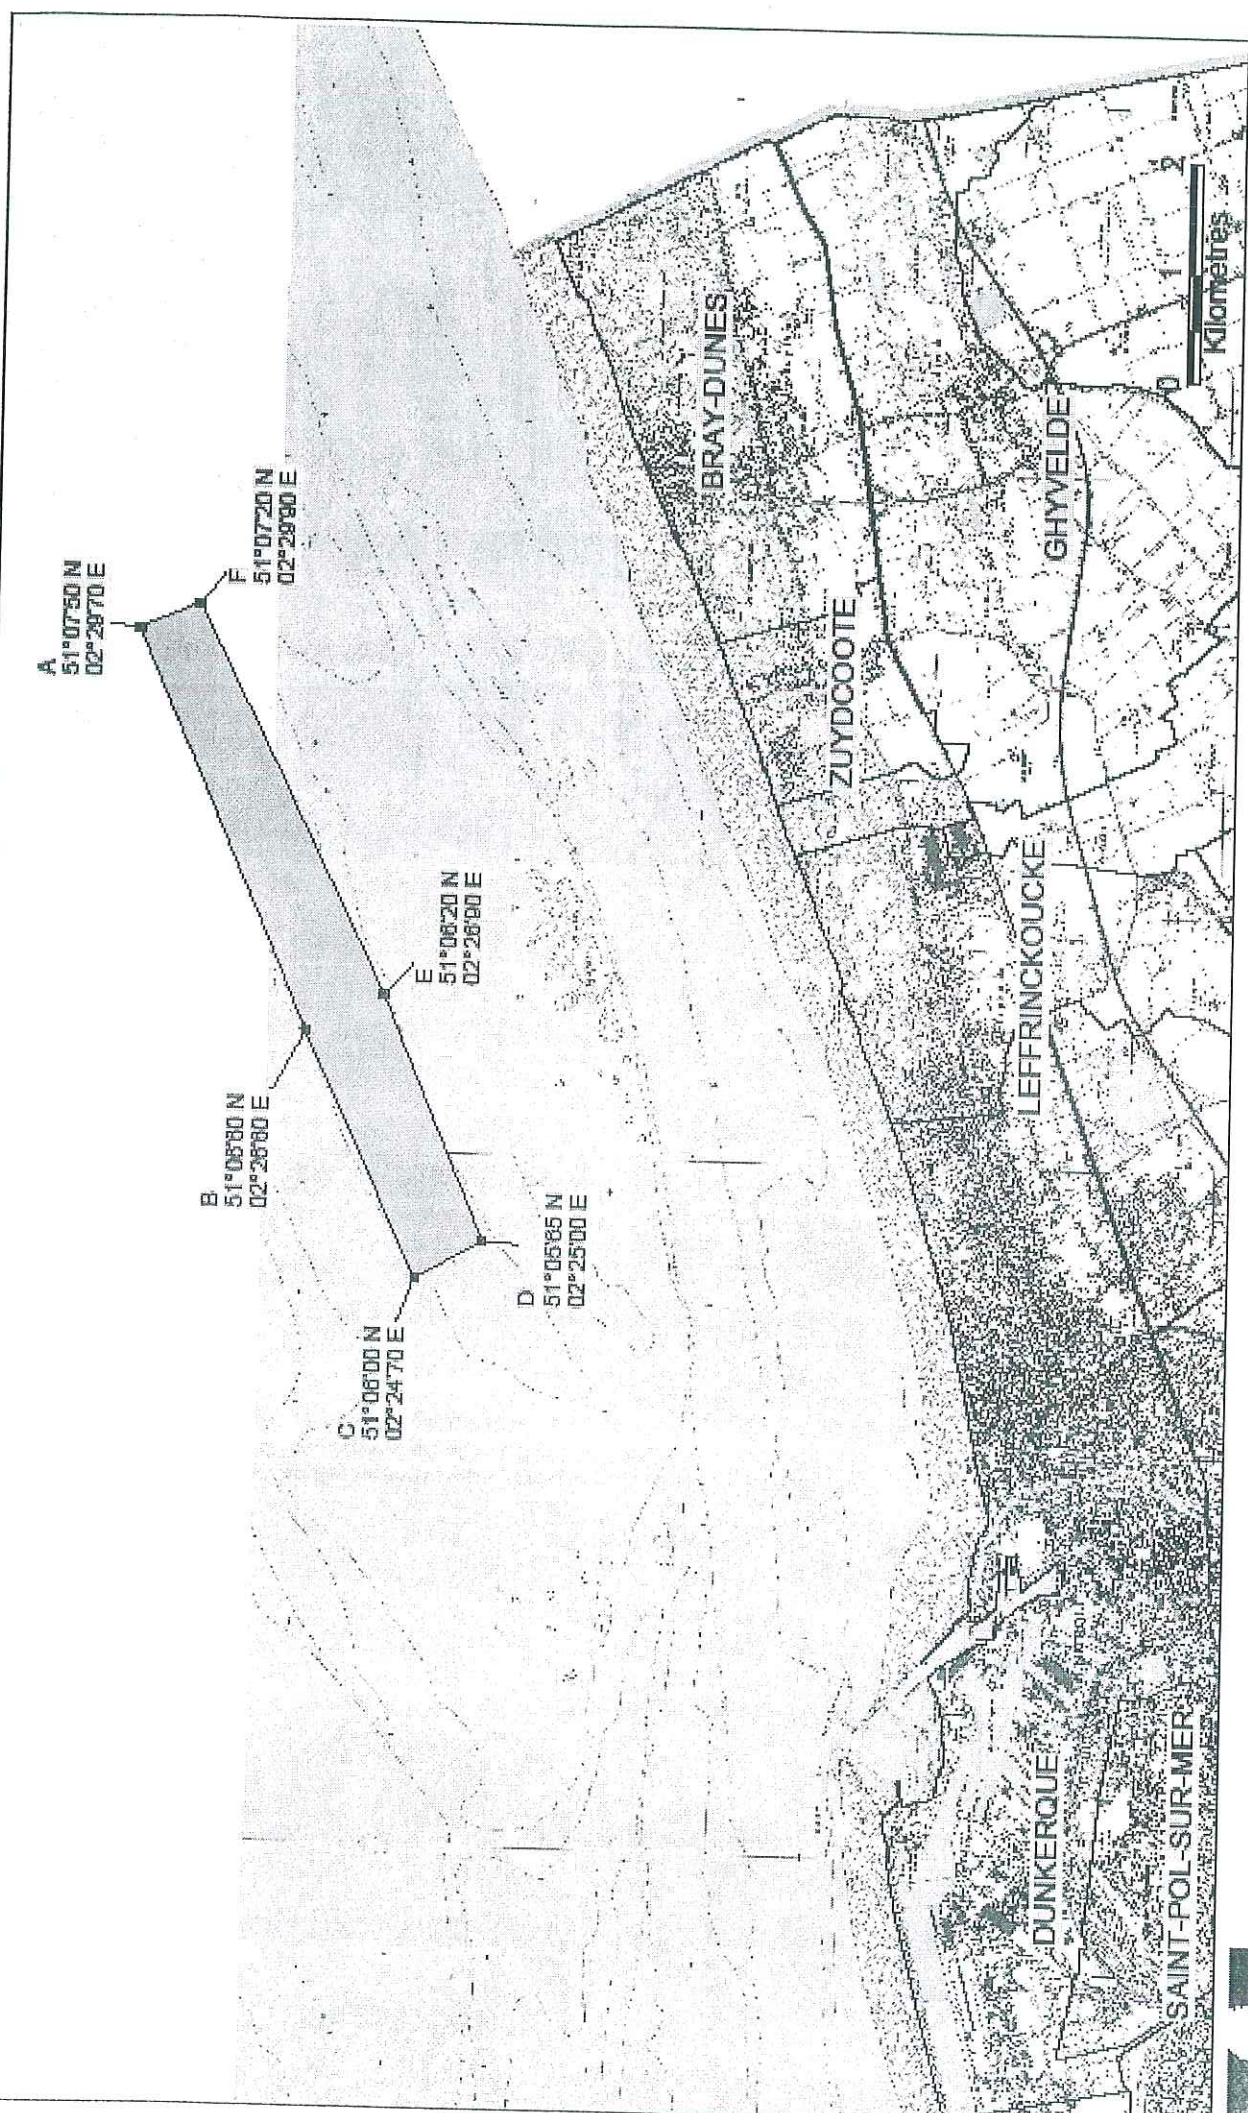 A
51°07'50 N
02°29'70 E
F
51°07'20 N
02°29'90 E
B
51°06'80 N
02°26'60 E
E
51°06'20 N
02°26'90 E
C
51°06'00 N
02°24'70 E
D
51°05'65 N
02°25'00 E
BRAY-DUNES
ZUYDCOOTE
GHYVELDE
LEFFRINCKOUCKE
DUNKERQUE
SAINT-POL-SUR-MER
0 1 2
Kilometres